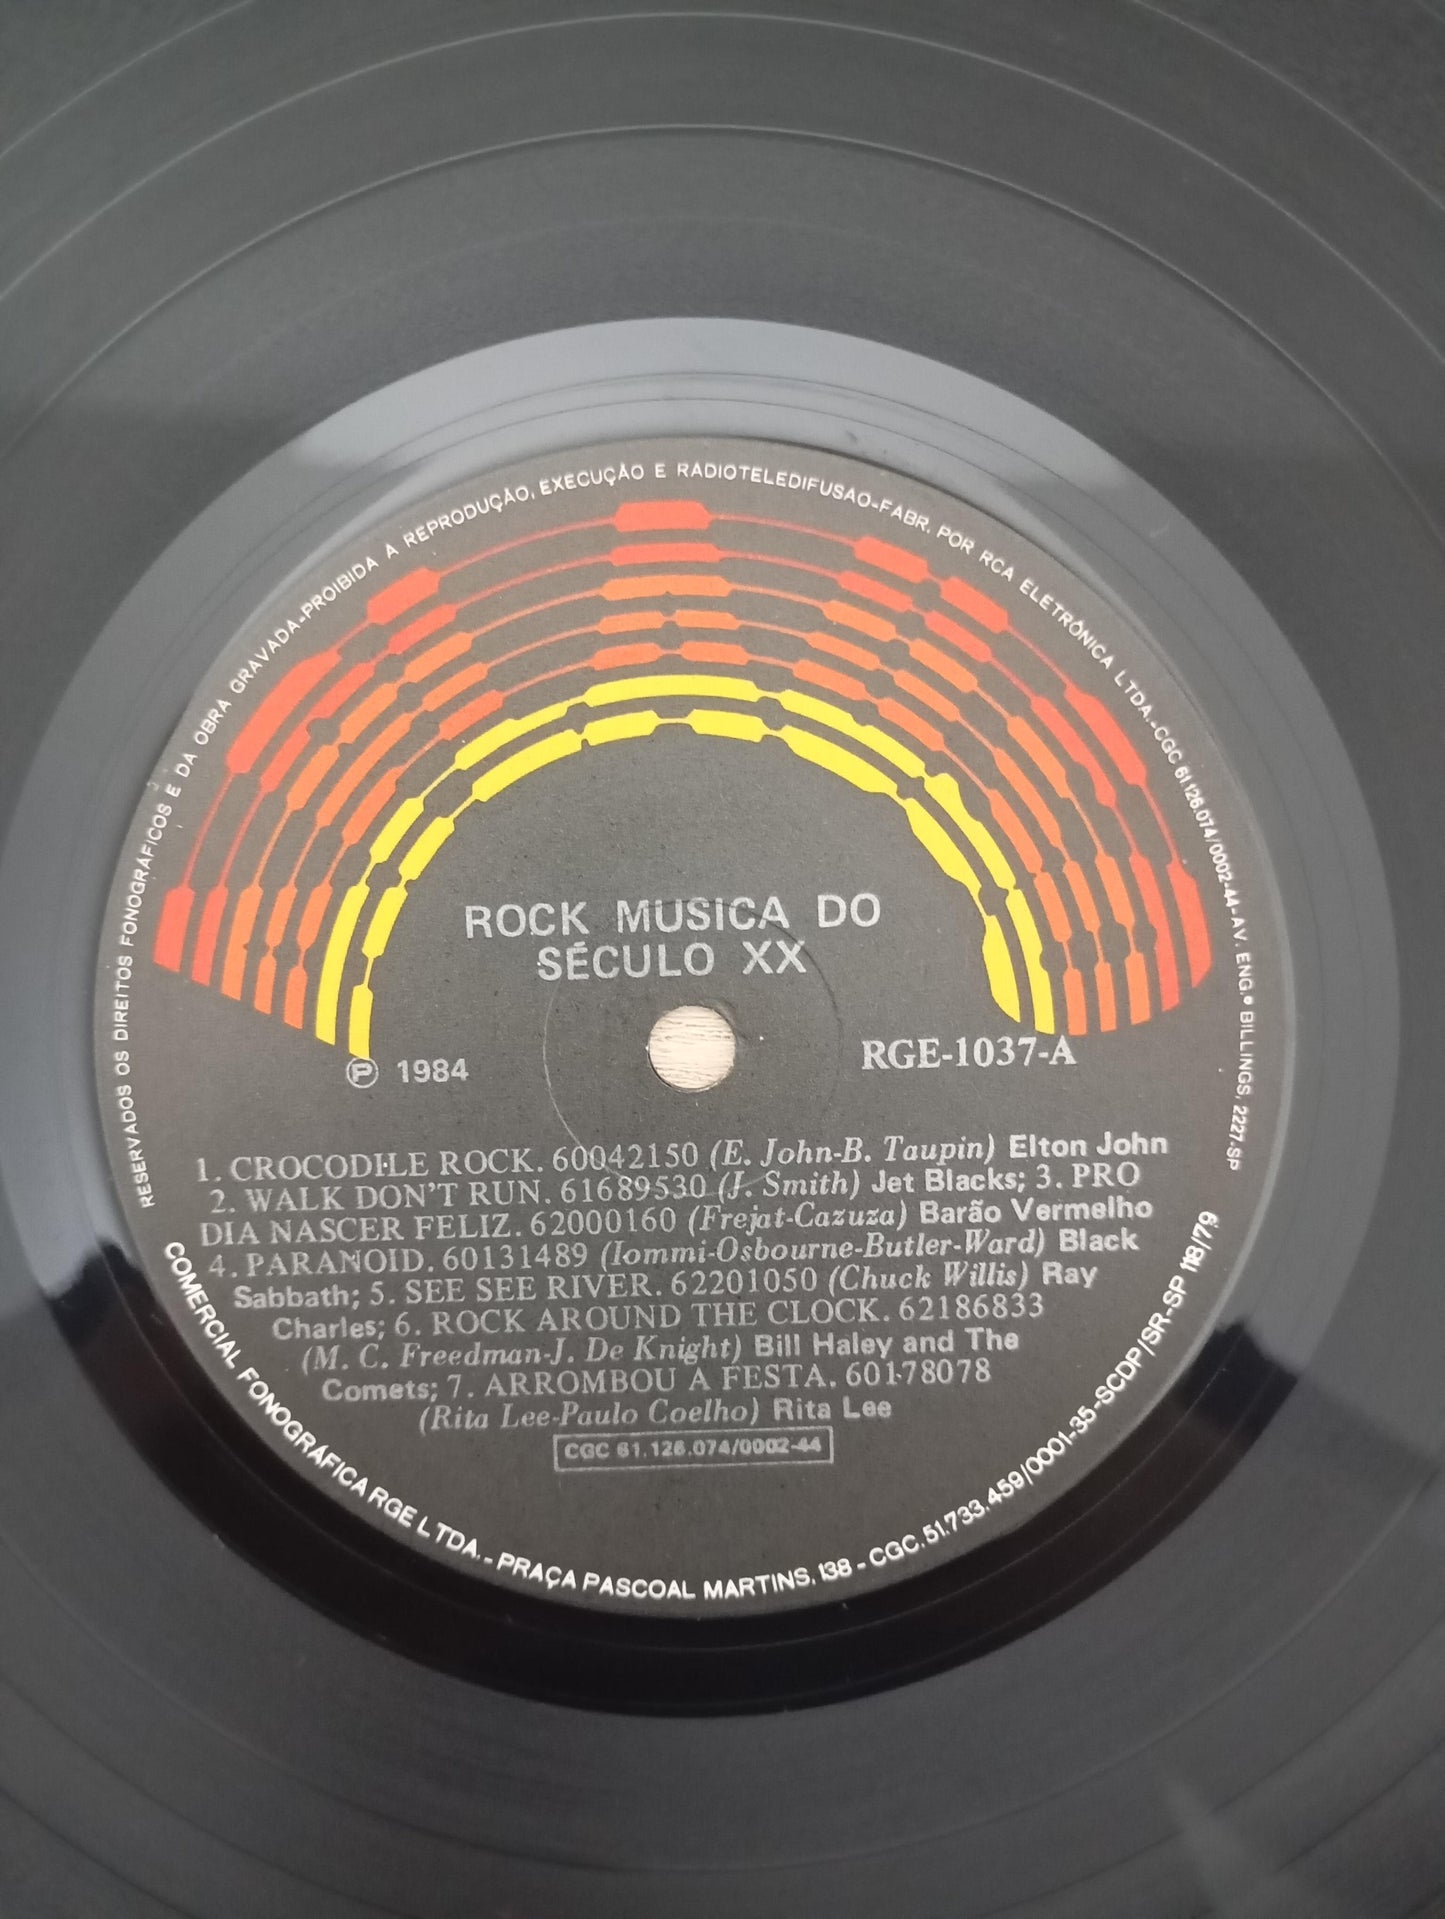 RESERVADOS OS DIREITOS FONOGRÁFICOS E DA OBRA GRAVADA-PROIBIDA A REPRODUÇÃO, EXECUÇÃO E RADIOTELEDIFUSAO-FABR. POR RCA ELETRÔNICA LTDA.-CGC 61.126.074/0002-44-AV. ENG.º BILLINGS, 2227-SP
ROCK MUSICA DO
SÉCULO XX
Ⓟ 1984
RGE-1037-A
1. CROCODILE ROCK. 60042150 (E. John-B. Taupin) Elton John
2. WALK DON'T RUN. 61689530 (J. Smith) Jet Blacks; 3. PRO
DIA NASCER FELIZ. 62000160 (Frejat-Cazuza) Barão Vermelho
4. PARANOID. 60131489 (Iommi-Osbourne-Butler-Ward) Black
Sabbath; 5. SEE SEE RIVER. 62201050 (Chuck Willis) Ray
Charles; 6. ROCK AROUND THE CLOCK. 62186833
(M. C. Freedman-J. De Knight) Bill Haley and The
Comets; 7. ARROMBOU A FESTA. 60178078
(Rita Lee-Paulo Coelho) Rita Lee
CGC 61.126.074/0002-44
COMERCIAL FONOGRÁFICA RGE LTDA. - PRAÇA PASCOAL MARTINS, 138 - CGC. 51.733.459/0001-35-SCDP/SR-SP 118/79